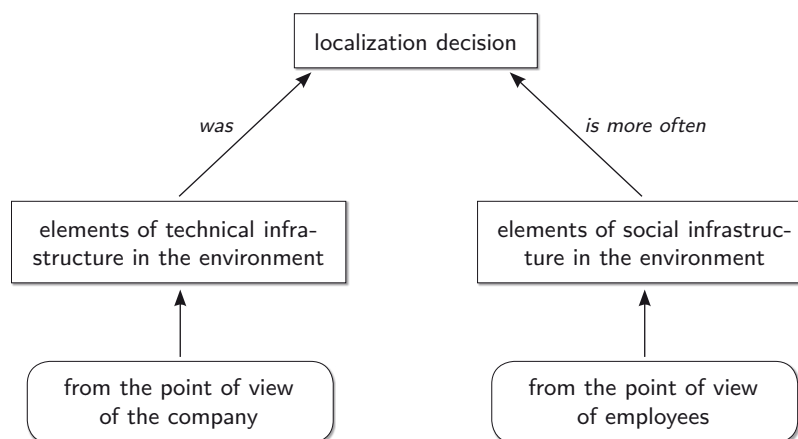 localization decision
was
is more often
elements of technical infra-
structure in the environment
elements of social infrastruc-
ture in the environment
from the point of view
of the company
from the point of view
of employees